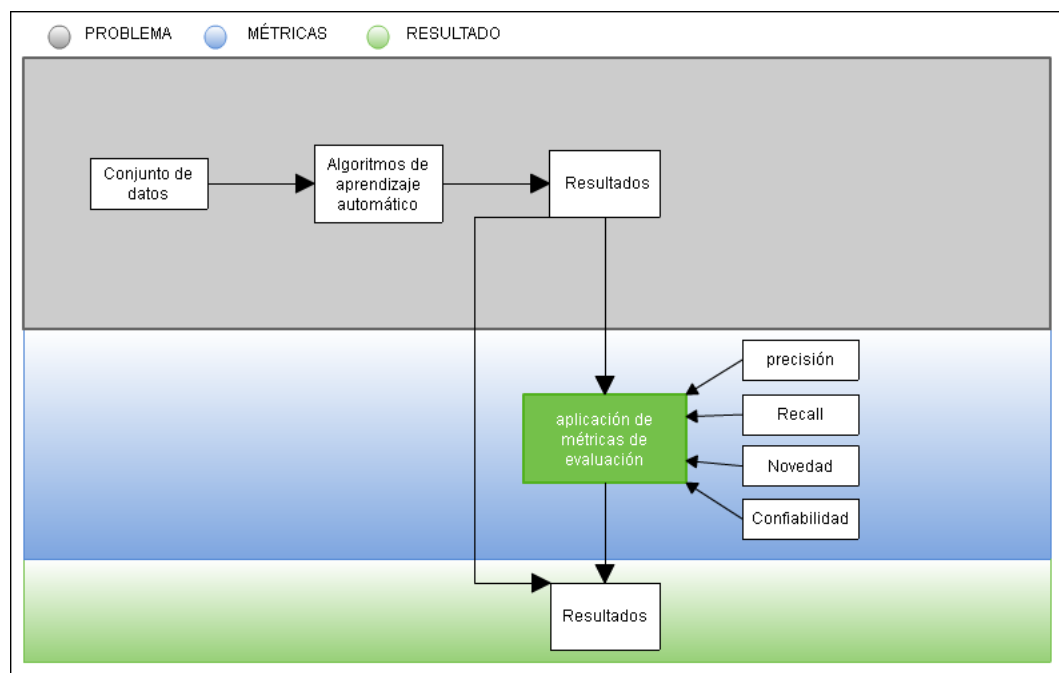 PROBLEMA
MÉTRICAS
RESULTADO
Conjunto de
datos
Algoritmos de
aprendizaje
automático
Resultados
aplicación de
métricas de
evaluación
precisión
Recall
Novedad
Confiabilidad
Resultados